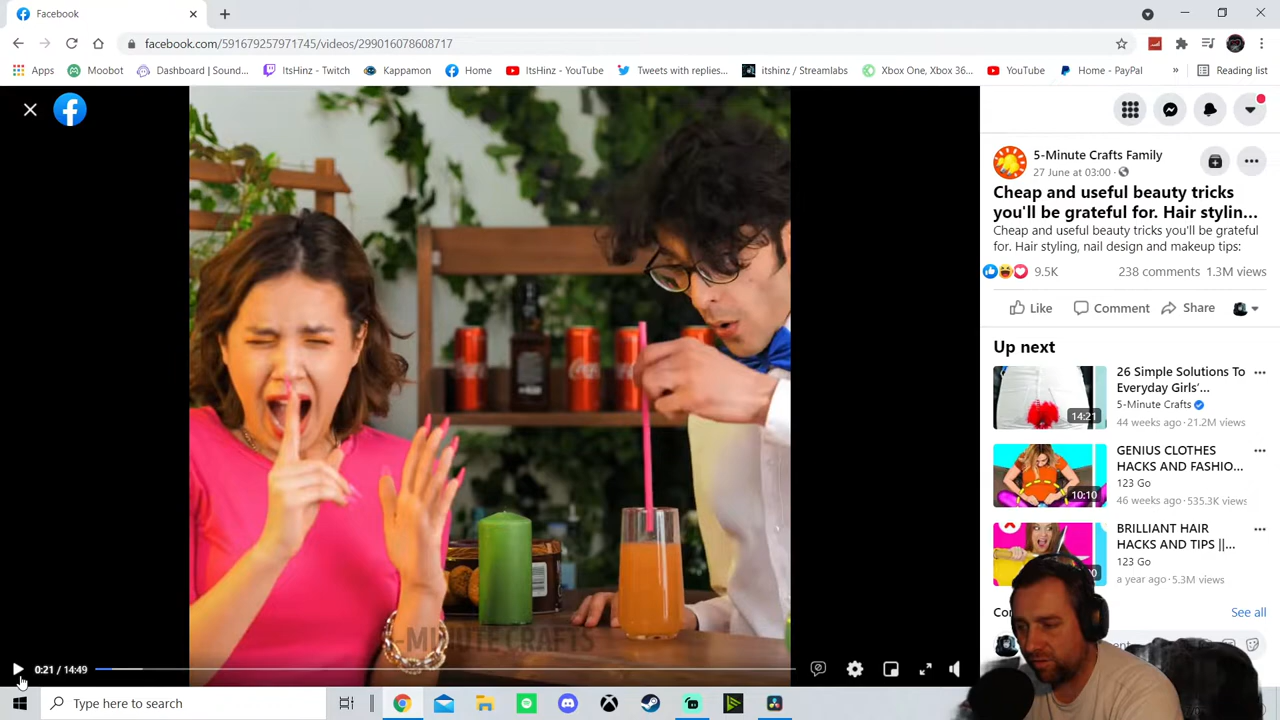 Facebook
facebook.com/591679257971745/videos/299016078608717
Apps
Moobot
Dashboard | Sound...
ItsHinz - Twitch
Kappamon
Home
ItsHinz - YouTube
Tweets with replies...
itshinz / Streamlabs
Xbox One, Xbox 36...
YouTube
Home - PayPal
»
Reading list
5-Minute Crafts Family
27 June at 03:00 ·
Cheap and useful beauty tricks
you'll be grateful for. Hair stylin...
Cheap and useful beauty tricks you'll be grateful
for. Hair styling, nail design and makeup tips:
9.5K
238 comments 1.3M views
Like
Comment
Share
Up next
26 Simple Solutions To
Everyday Girls'...
5-Minute Crafts
44 weeks ago · 21.2M views
14:21
GENIUS CLOTHES
HACKS AND FASHIO...
123 Go
46 weeks ago · 535.3K views
10:10
BRILLIANT HAIR
HACKS AND TIPS ||...
123 Go
a year ago · 5.3M views
See all
-MINUTE CRAFTS
0:21 / 14:49
Type here to search